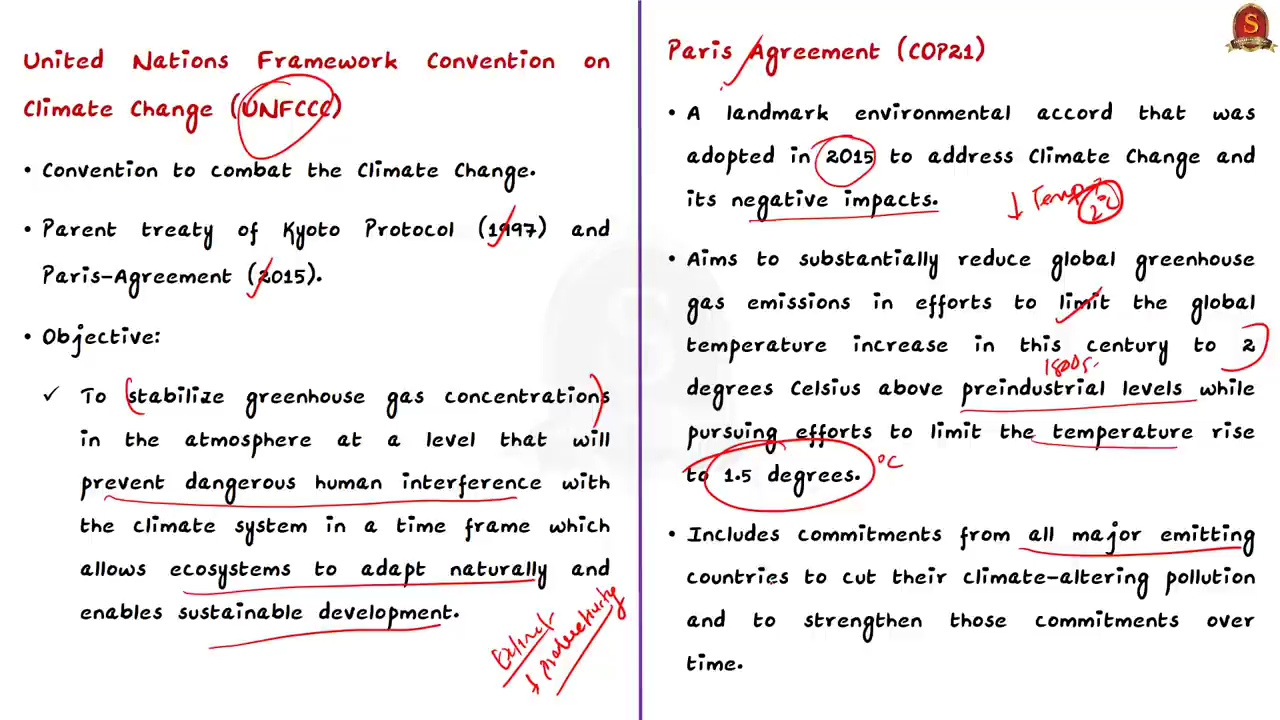 United Nations Framework Convention on
Climate Change (UNFCCC)
• Convention to combat the Climate Change.
• Parent treaty of Kyoto Protocol (1997) and
Paris-Agreement (2015).
• Objective:
✓ To stabilize greenhouse gas concentrations
in the atmosphere at a level that will
prevent dangerous human interference with
the climate system in a time frame which
allows ecosystems to adapt naturally and
enables sustainable development.
Extinct
↓ productivity
S
Paris Agreement (COP21)
• A landmark environmental accord that was
adopted in 2015 to address Climate Change and
its negative impacts.
↓ Temp
2°C
• Aims to substantially reduce global greenhouse
gas emissions in efforts to limit the global
temperature increase in this century to 2
1800s
degrees Celsius above preindustrial levels while
pursuing efforts to limit the temperature rise
to 1.5 degrees. °C
• Includes commitments from all major emitting
countries to cut their climate-altering pollution
and to strengthen those commitments over
time.
S